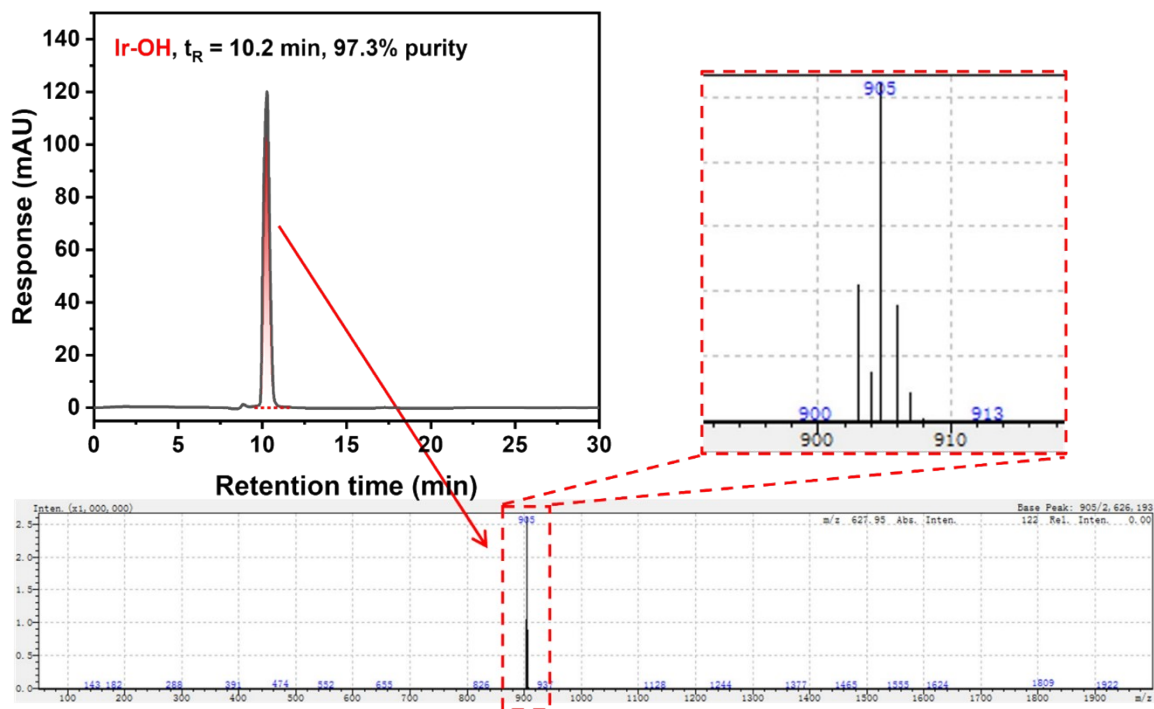 140
120
100
80
60
40
20
0
Response (mAU)
Ir-OH, tR = 10.2 min, 97.3% purity
0 5 10 15 20 25 30
Retention time (min)
905
900 913
900 910
Inten. (x1,000,000)
Base Peak: 905/2,626,193
m/z 627.95 Abs. Inten. 122 Rel. Inten. 0.00
2.5
2.0
1.5
1.0
0.5
0.0
905
143 182 288 391 474 552 655 826 937 1128 1244 1377 1465 1555 1624 1809 1922
100 200 300 400 500 600 700 800 900 1000 1100 1200 1300 1400 1500 1600 1700 1800 1900 m/z